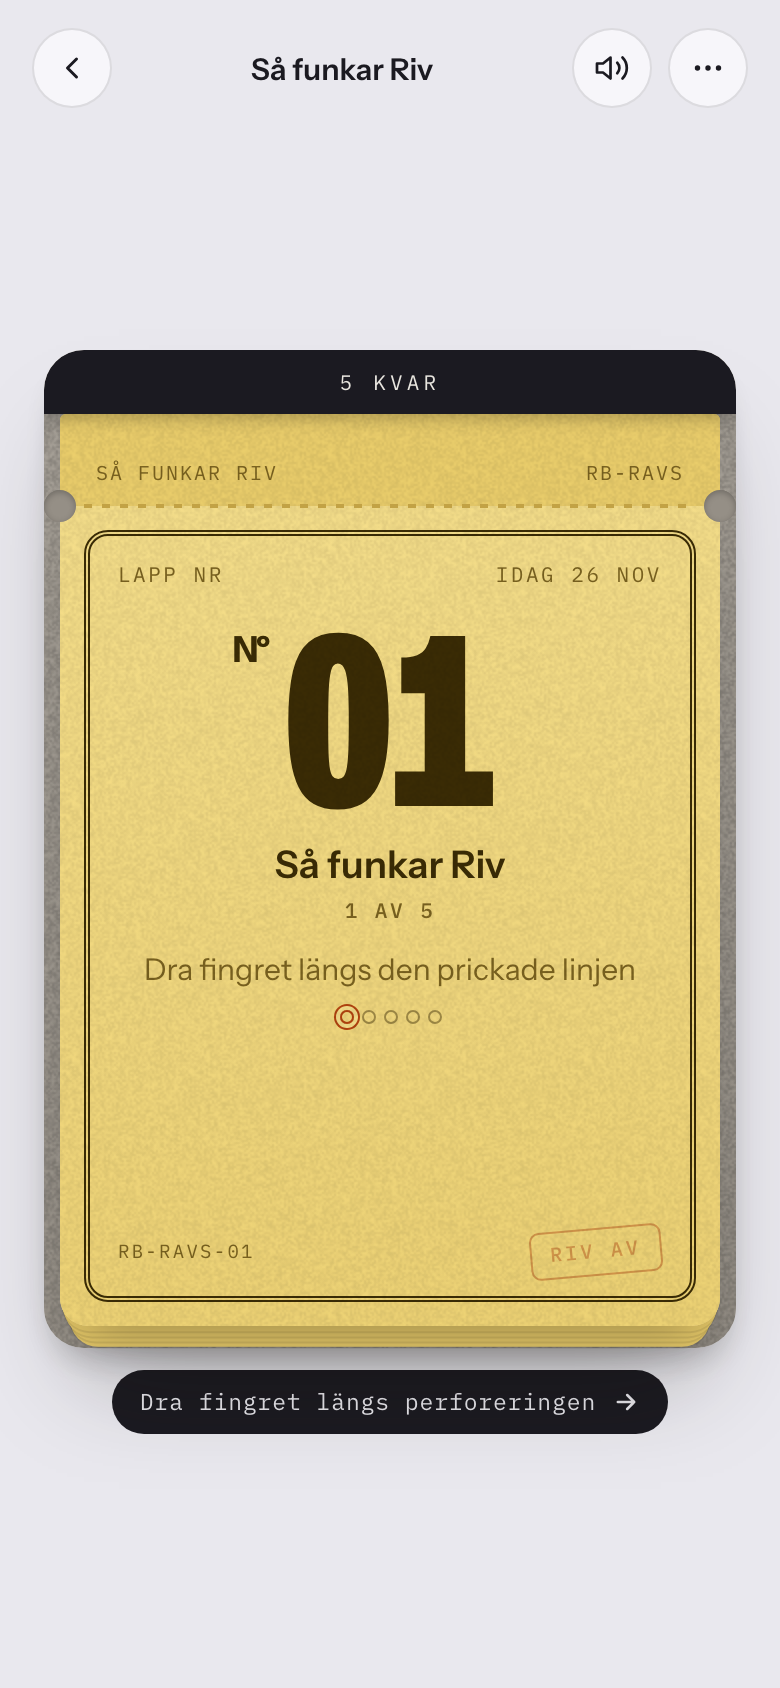 Så funkar Riv
5 KVAR
SÅ FUNKAR RIV RB-RAVS
LAPP NR IDAG 26 NOV
Nº 01
Så funkar Riv
1 AV 5
Dra fingret längs den prickade linjen
RB-RAVS-01 RIV AV
Dra fingret längs perforeringen →